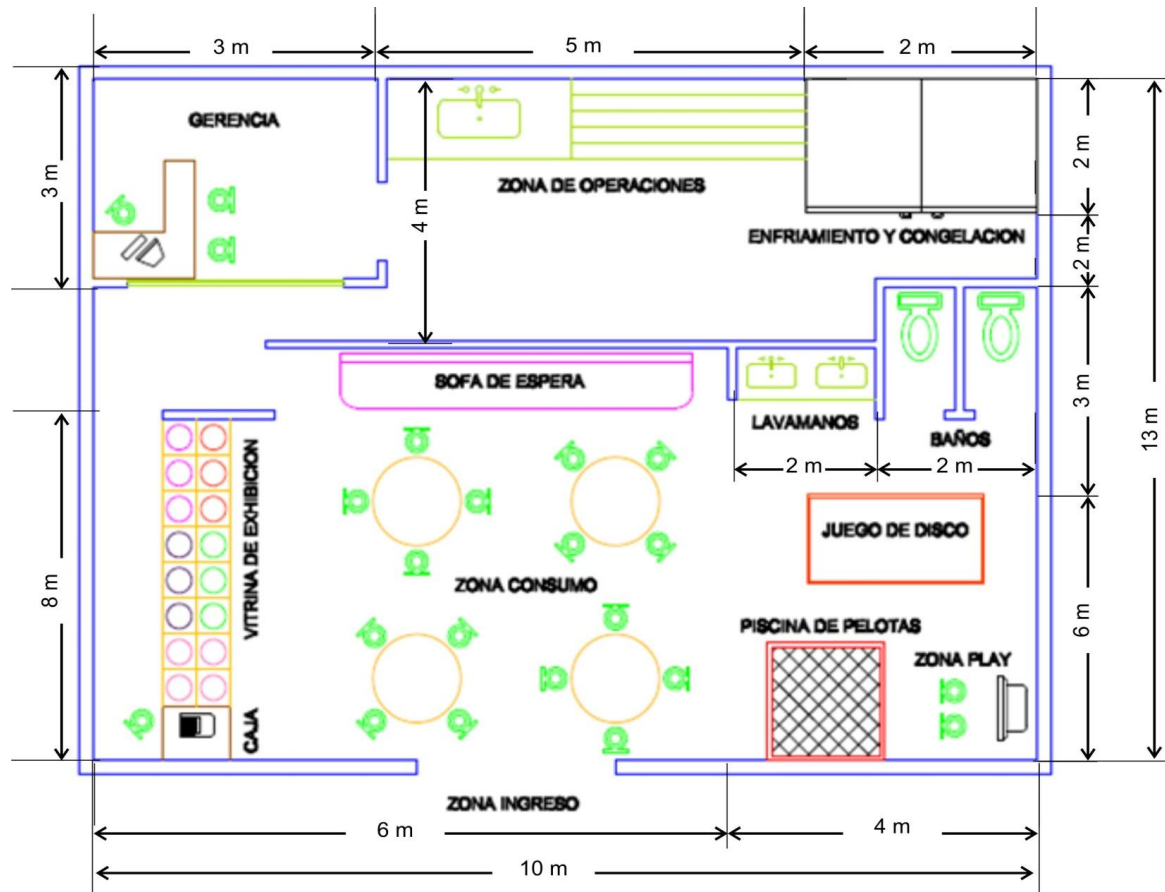 3 m
5 m
2 m
GERENCIA
3 m
ZONA DE OPERACIONES
4 m
2 m
ENFRIAMIENTO Y CONGELACION
2 m
SOFA DE ESPERA
LAVAMANOS
BAÑOS
3 m
2 m
2 m
13 m
VITRINA DE EXHIBICION
8 m
JUEGO DE DISCO
ZONA CONSUMO
PISCINA DE PELOTAS
6 m
ZONA PLAY
CAJA
ZONA INGRESO
6 m
4 m
10 m